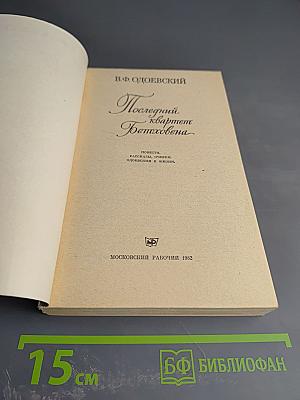 В.Ф. ОДОЕВСКИЙ
Последний
квартет
Бетховена
ПОВЕСТИ,
РАССКАЗЫ, ОЧЕРКИ.
ОДОЕВСКИЙ В ЖИЗНИ.
МОСКОВСКИЙ РАБОЧИЙ 1982
15 см
БФ БИБЛИОФАН